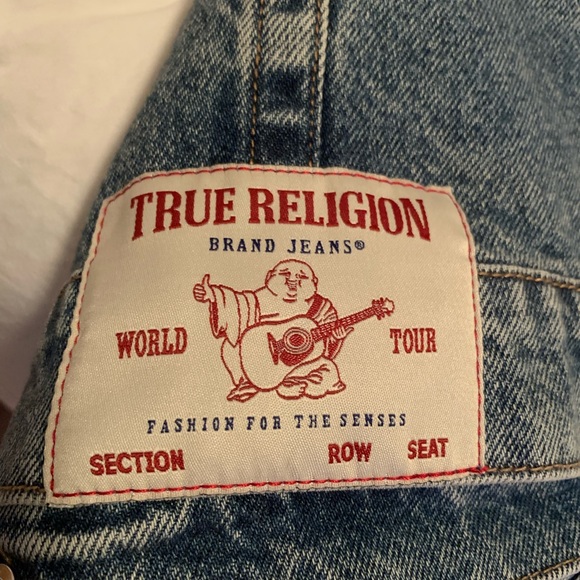 TRUE RELIGION
BRAND JEANS®
WORLD TOUR
FASHION FOR THE SENSES
SECTION ROW SEAT